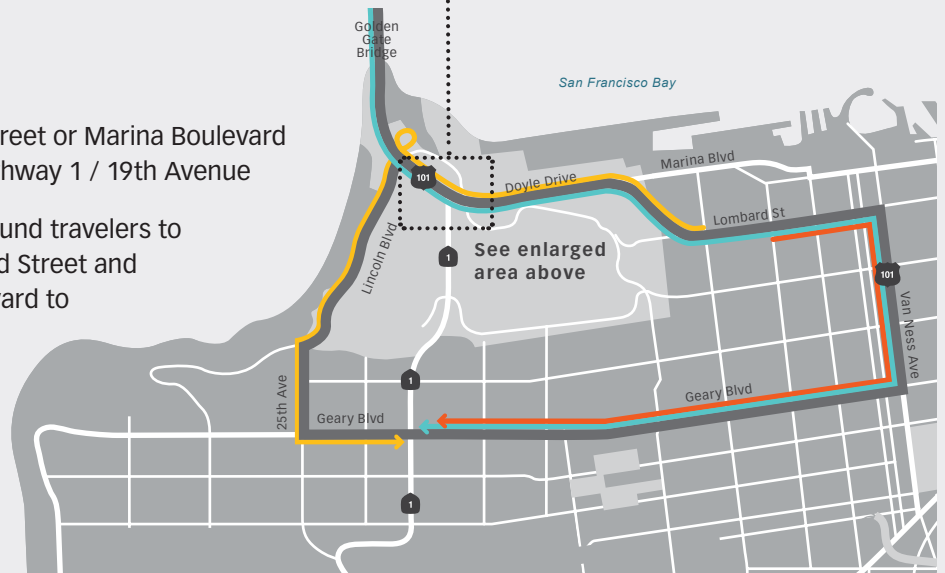 Golden
Gate
Bridge
San Francisco Bay
treet or Marina Boulevard
hway 1 / 19th Avenue
und travelers to
d Street and
ard to
Marina Blvd
101
Doyle Drive
Lombard St
Lincoln Blvd
1
See enlarged
area above
101
Van Ness Ave
1
25th Ave
Geary Blvd
Geary Blvd
1